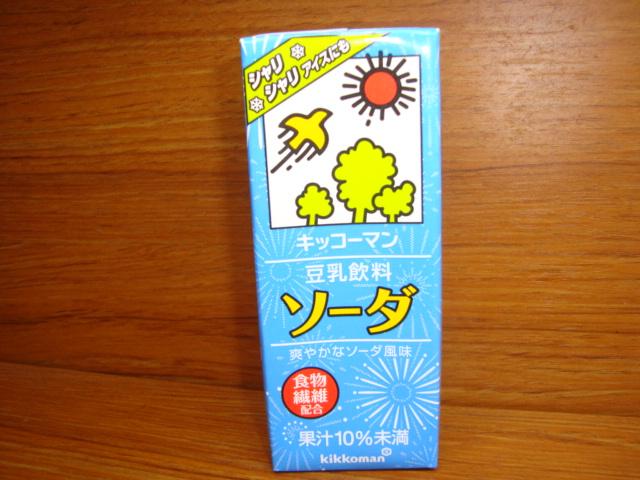 シャリ
シャリ アイスにも
キッコーマン
豆乳飲料
ソーダ
爽やかなソーダ風味
食物
繊維
配合
果汁10%未満
kikkoman